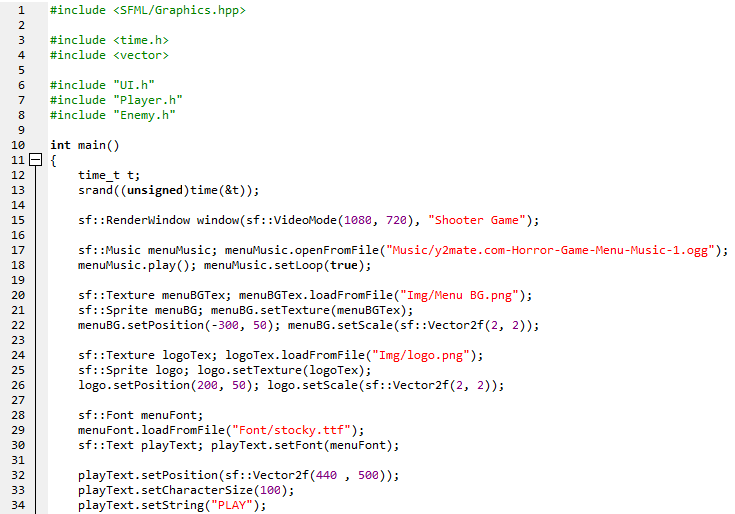 1 #include <SFML/Graphics.hpp>
2
3 #include <time.h>
4 #include <vector>
5
6 #include "UI.h"
7 #include "Player.h"
8 #include "Enemy.h"
9
10 int main()
11 {
12 time_t t;
13 srand((unsigned)time(&t));
14
15 sf::RenderWindow window(sf::VideoMode(1080, 720), "Shooter Game");
16
17 sf::Music menuMusic; menuMusic.openFromFile("Music/y2mate.com-Horror-Game-Menu-Music-1.ogg");
18 menuMusic.play(); menuMusic.setLoop(true);
19
20 sf::Texture menuBGTex; menuBGTex.loadFromFile("Img/Menu BG.png");
21 sf::Sprite menuBG; menuBG.setTexture(menuBGTex);
22 menuBG.setPosition(-300, 50); menuBG.setScale(sf::Vector2f(2, 2));
23
24 sf::Texture logoTex; logoTex.loadFromFile("Img/logo.png");
25 sf::Sprite logo; logo.setTexture(logoTex);
26 logo.setPosition(200, 50); logo.setScale(sf::Vector2f(2, 2));
27
28 sf::Font menuFont;
29 menuFont.loadFromFile("Font/stocky.ttf");
30 sf::Text playText; playText.setFont(menuFont);
31
32 playText.setPosition(sf::Vector2f(440 , 500));
33 playText.setCharacterSize(100);
34 playText.setString("PLAY");